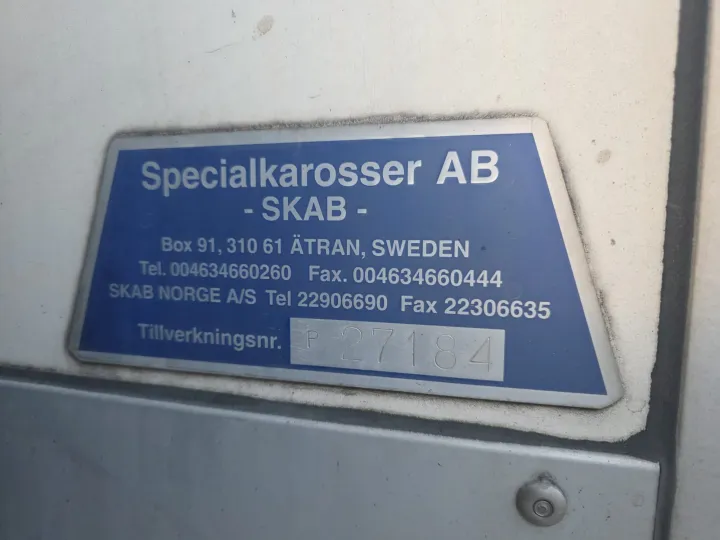 Specialkarosser AB
- SKAB -
Box 91, 310 61 ÄTRAN, SWEDEN
Tel. 004634660260 Fax. 004634660444
SKAB NORGE A/S Tel 22906690 Fax 22306635
Tillverkningsnr. F 27184